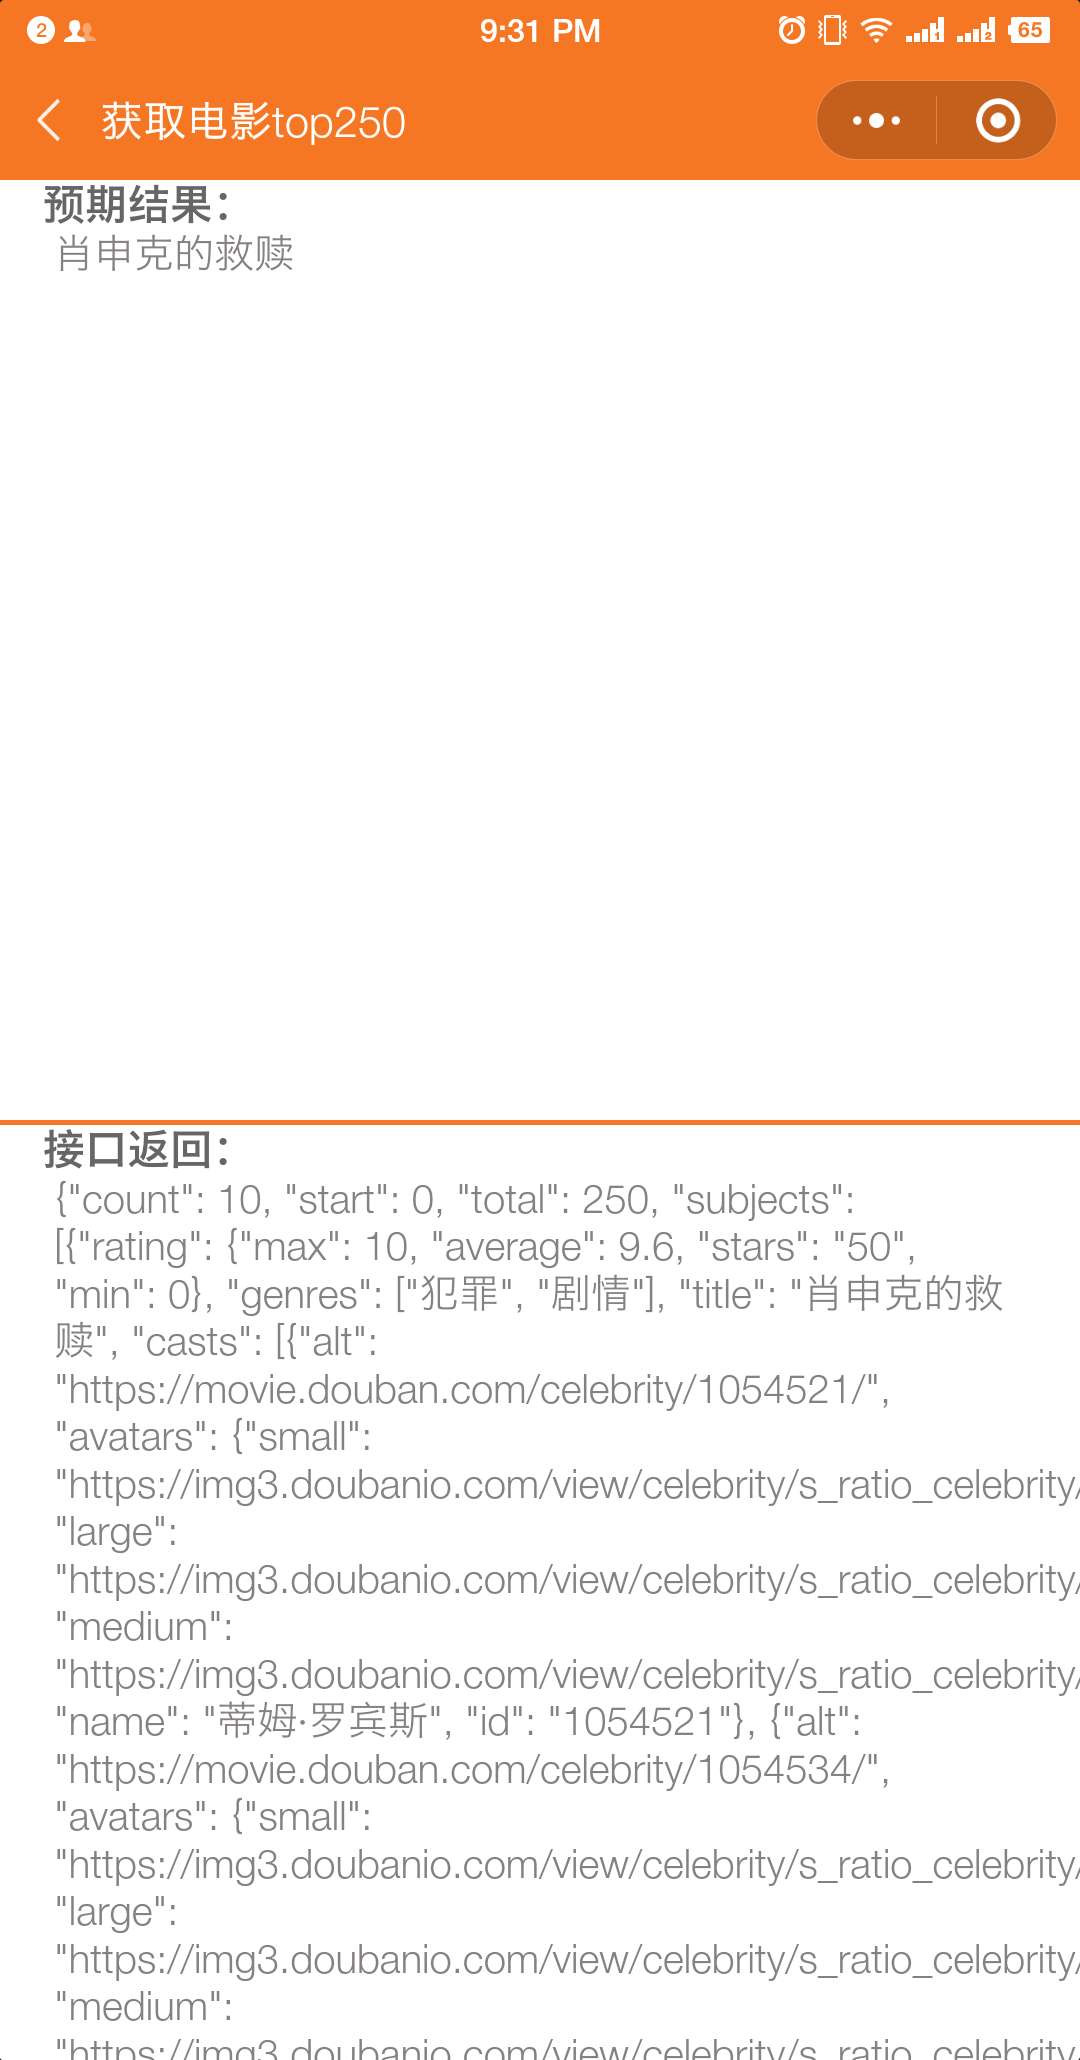 2
9:31 PM
1
2
65
获取电影top250
预期结果：
肖申克的救赎
接口返回：
{"count": 10, "start": 0, "total": 250, "subjects":
[{"rating": {"max": 10, "average": 9.6, "stars": "50",
"min": 0}, "genres": ["犯罪", "剧情"], "title": "肖申克的救
赎", "casts": [{"alt":
"https://movie.douban.com/celebrity/1054521/",
"avatars": {"small":
"https://img3.doubanio.com/view/celebrity/s_ratio_celebrity/
"large":
"https://img3.doubanio.com/view/celebrity/s_ratio_celebrity/
"medium":
"https://img3.doubanio.com/view/celebrity/s_ratio_celebrity/
"name": "蒂姆·罗宾斯", "id": "1054521"}, {"alt":
"https://movie.douban.com/celebrity/1054534/",
"avatars": {"small":
"https://img3.doubanio.com/view/celebrity/s_ratio_celebrity/
"large":
"https://img3.doubanio.com/view/celebrity/s_ratio_celebrity/
"medium":
"https://img3.doubanio.com/view/celebrity/s_ratio_celebrity/